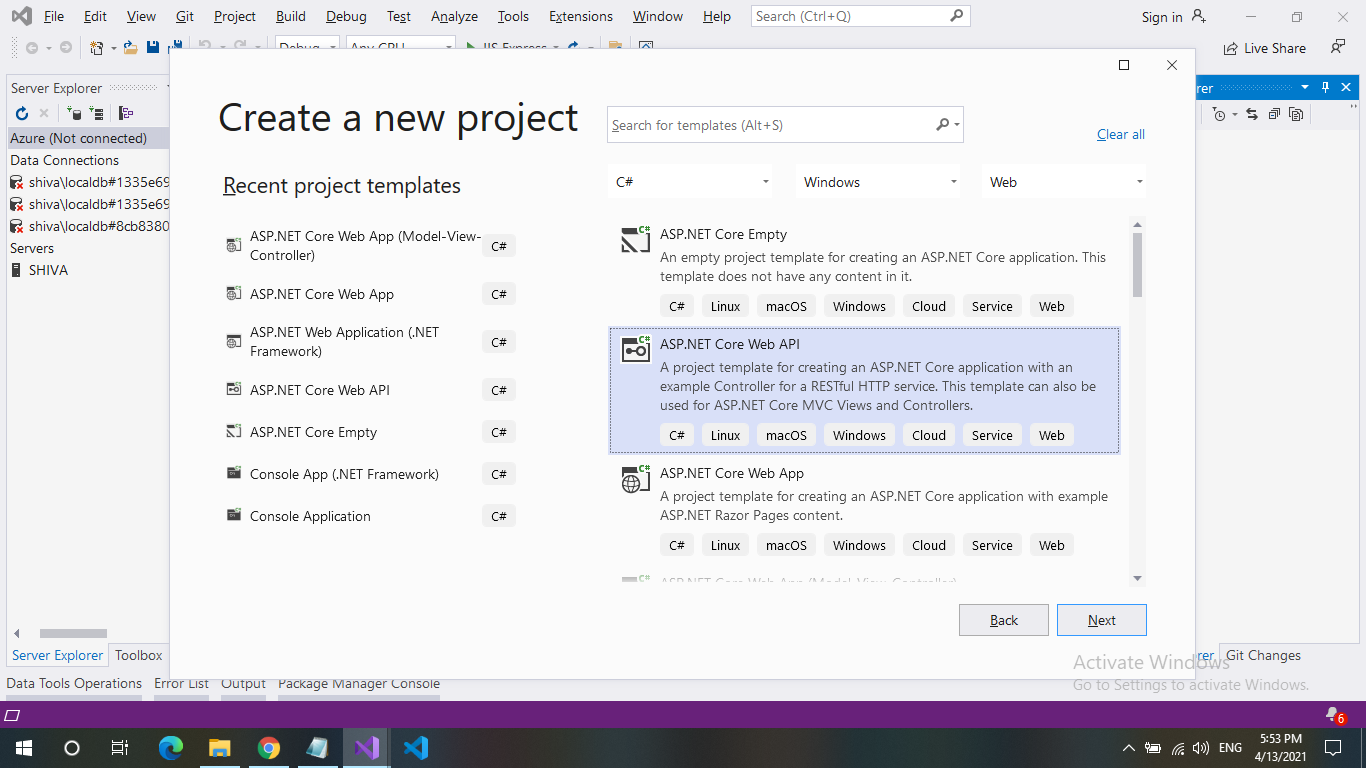 File Edit View Git Project Build Debug Test Analyze Tools Extensions Window Help Search (Ctrl+Q) Sign in
Debug Any CPU IIS Express Live Share
Server Explorer
Azure (Not connected)
Data Connections
shiva\localdb#1335e69
shiva\localdb#1335e69
shiva\localdb#8cb8380
Servers
SHIVA
Server Explorer Toolbox
Create a new project
Search for templates (Alt+S)
Clear all
Recent project templates
C# Windows Web
ASP.NET Core Web App (Model-View-
Controller) C#
ASP.NET Core Web App C#
ASP.NET Web Application (.NET
Framework) C#
ASP.NET Core Web API C#
ASP.NET Core Empty C#
Console App (.NET Framework) C#
Console Application C#
ASP.NET Core Empty
An empty project template for creating an ASP.NET Core application. This
template does not have any content in it.
C# Linux macOS Windows Cloud Service Web
ASP.NET Core Web API
A project template for creating an ASP.NET Core application with an
example Controller for a RESTful HTTP service. This template can also be
used for ASP.NET Core MVC Views and Controllers.
C# Linux macOS Windows Cloud Service Web
ASP.NET Core Web App
A project template for creating an ASP.NET Core application with example
ASP.NET Razor Pages content.
C# Linux macOS Windows Cloud Service Web
ASP.NET Core Web App (Model-View-Controller)
Back Next
rer
rer Git Changes
Activate Windows
Go to Settings to activate Windows.
Data Tools Operations Error List Output Package Manager Console
6
ENG
5:53 PM
4/13/2021